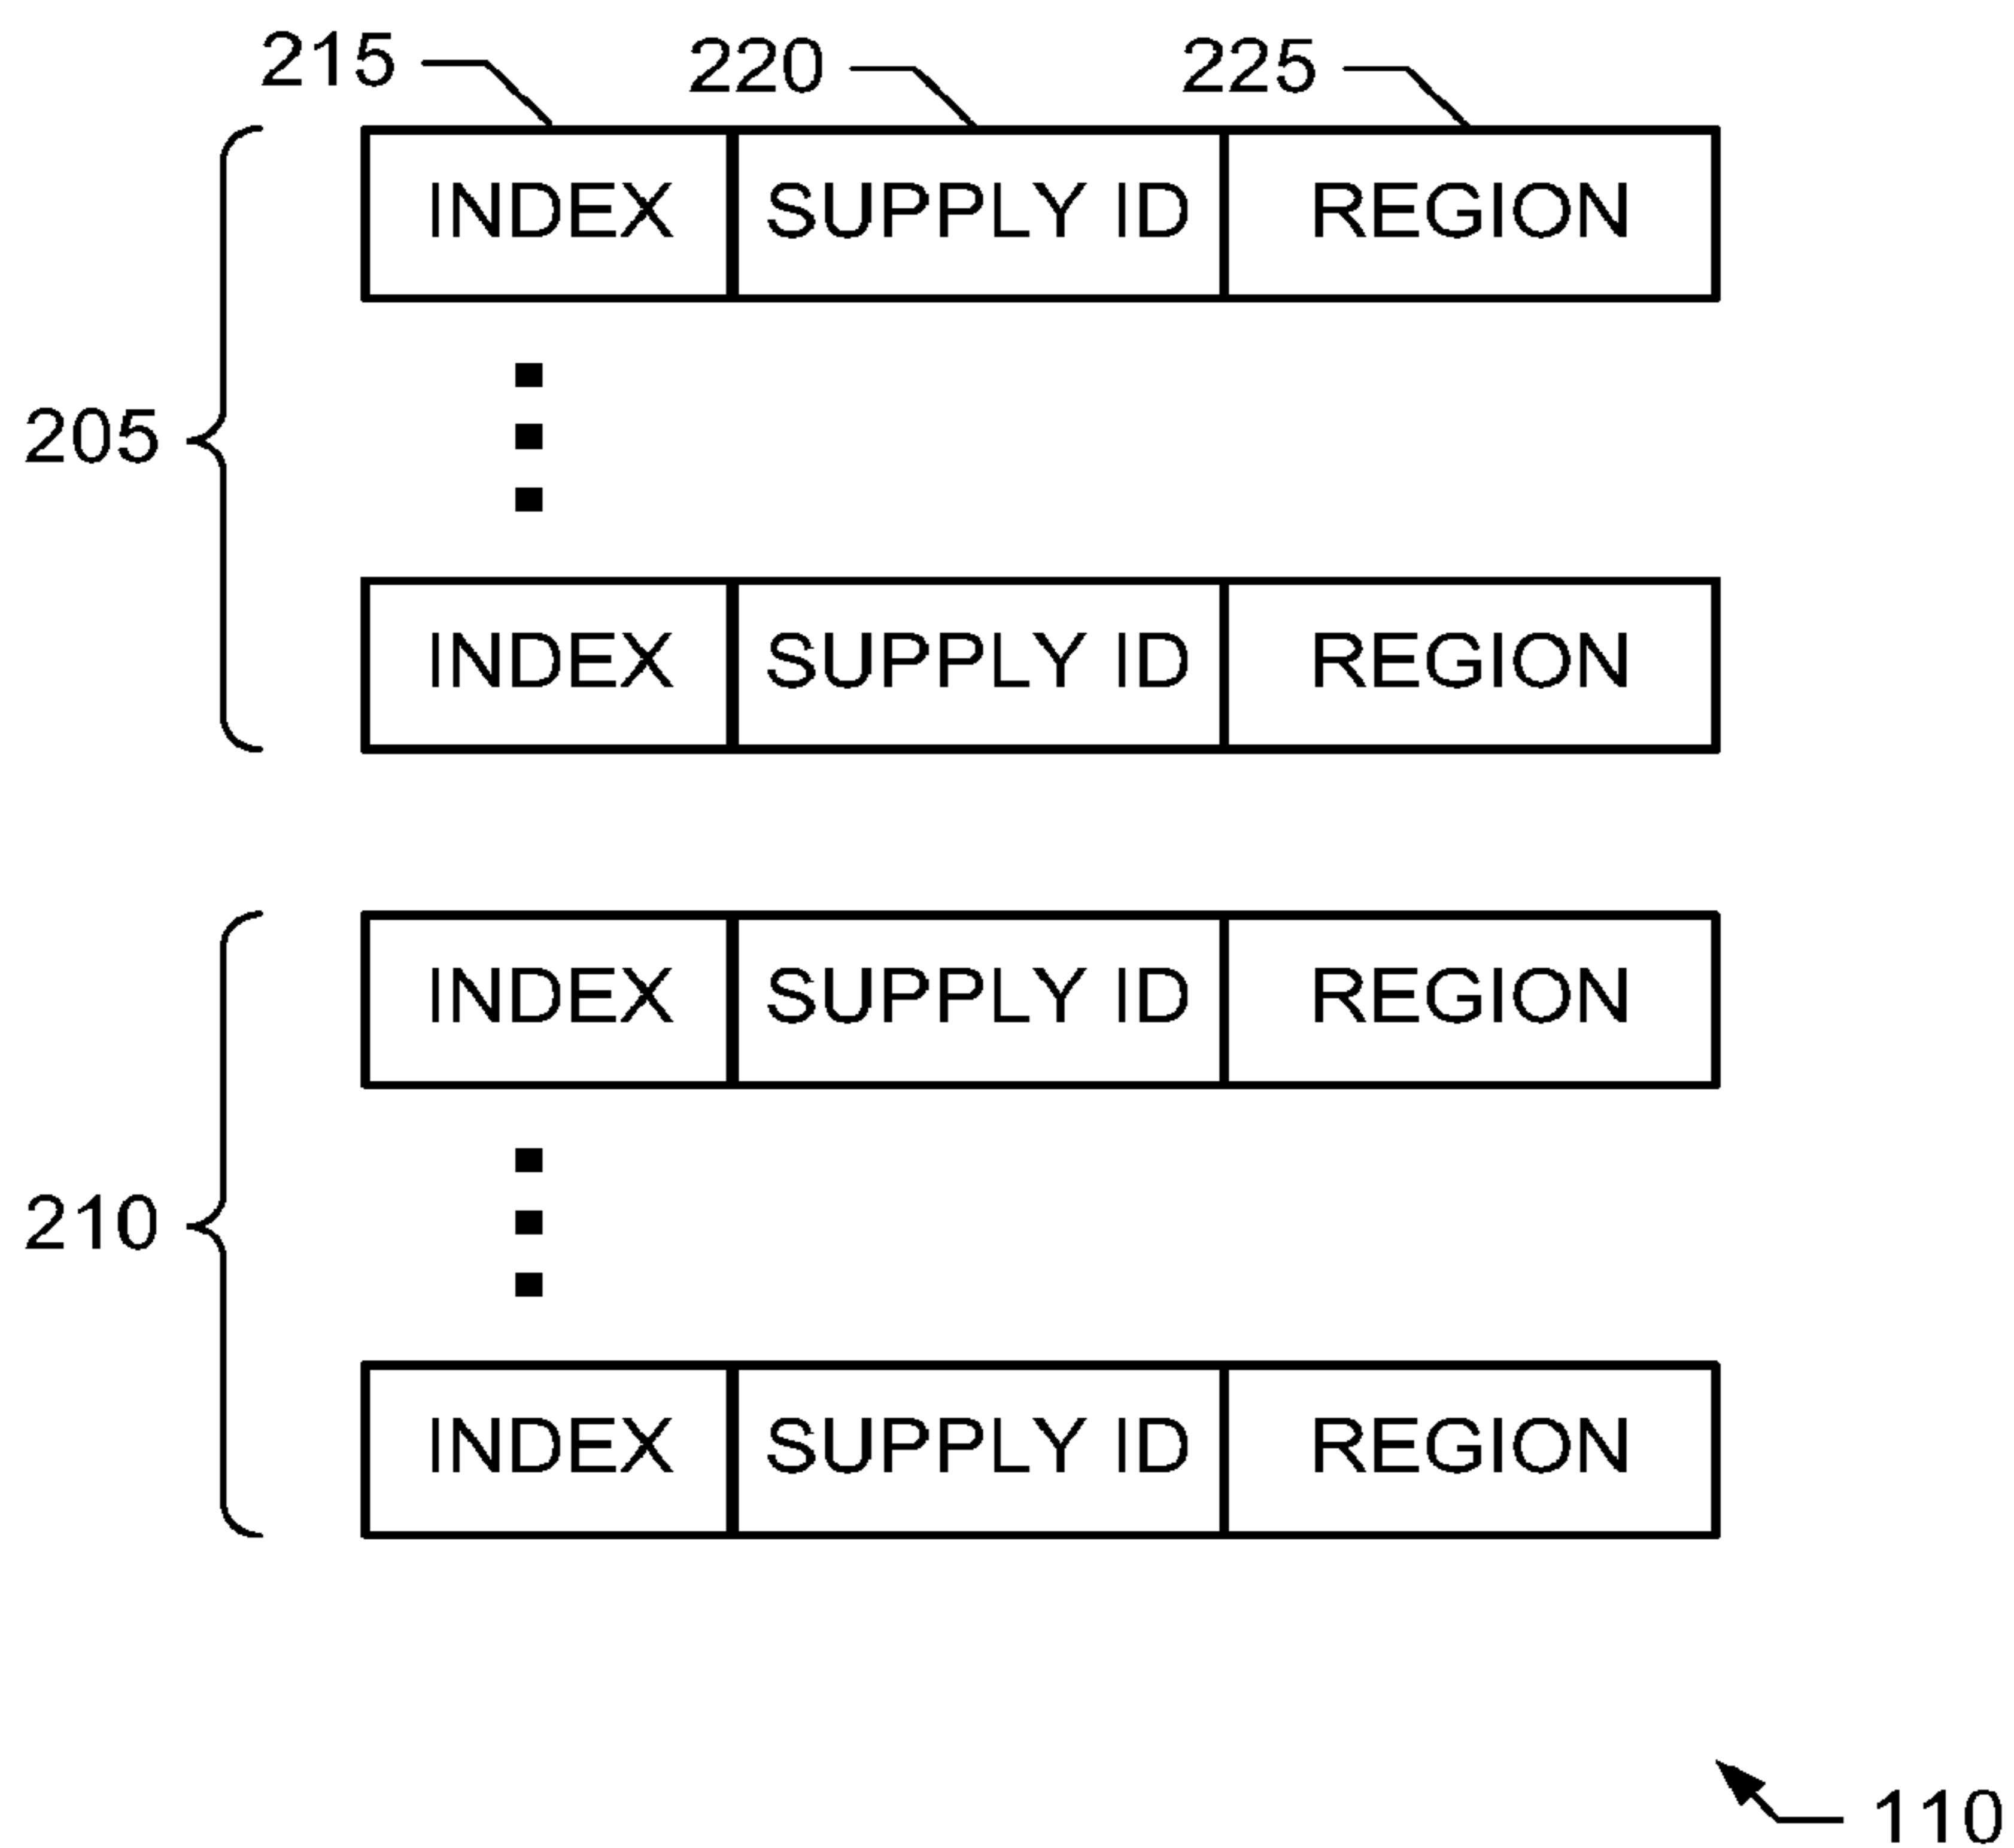 215 220 225
INDEX SUPPLY ID REGION
205
INDEX SUPPLY ID REGION
INDEX SUPPLY ID REGION
210
INDEX SUPPLY ID REGION
110